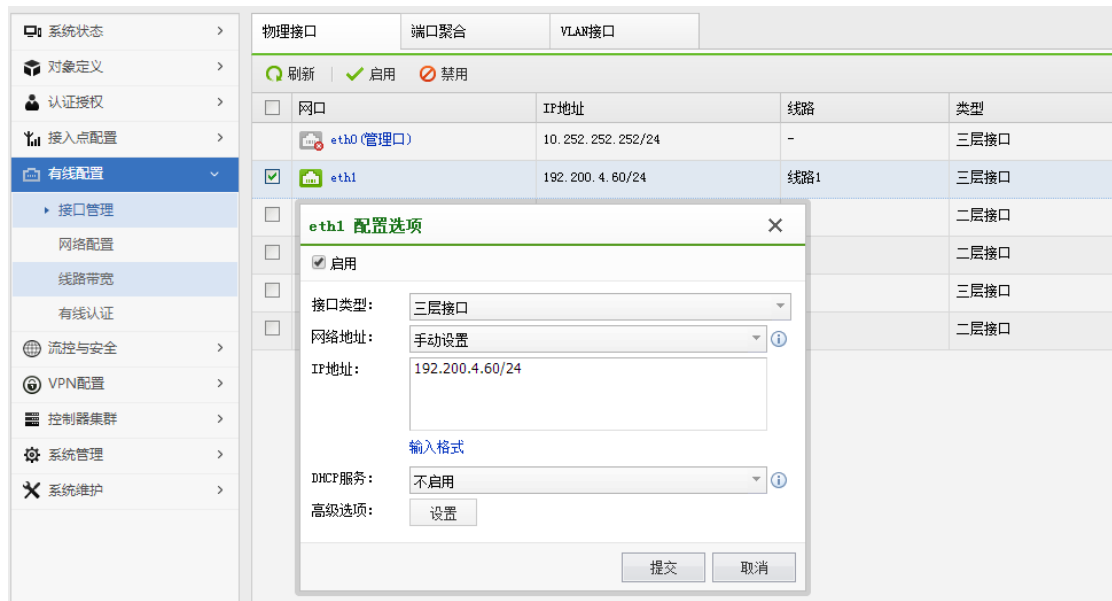 系统状态
对象定义
认证授权
接入点配置
有线配置
接口管理
网络配置
线路带宽
有线认证
流控与安全
VPN配置
控制器集群
系统管理
系统维护
物理接口 端口聚合 VLAN接口
刷新 启用 禁用
网口 IP地址 线路 类型
eth0(管理口) 10.252.252.252/24 - 三层接口
eth1 192.200.4.60/24 线路1 三层接口
二层接口
二层接口
三层接口
二层接口
eth1 配置选项
启用
接口类型: 三层接口
网络地址: 手动设置
IP地址: 192.200.4.60/24
输入格式
DHCP服务: 不启用
高级选项: 设置
提交 取消